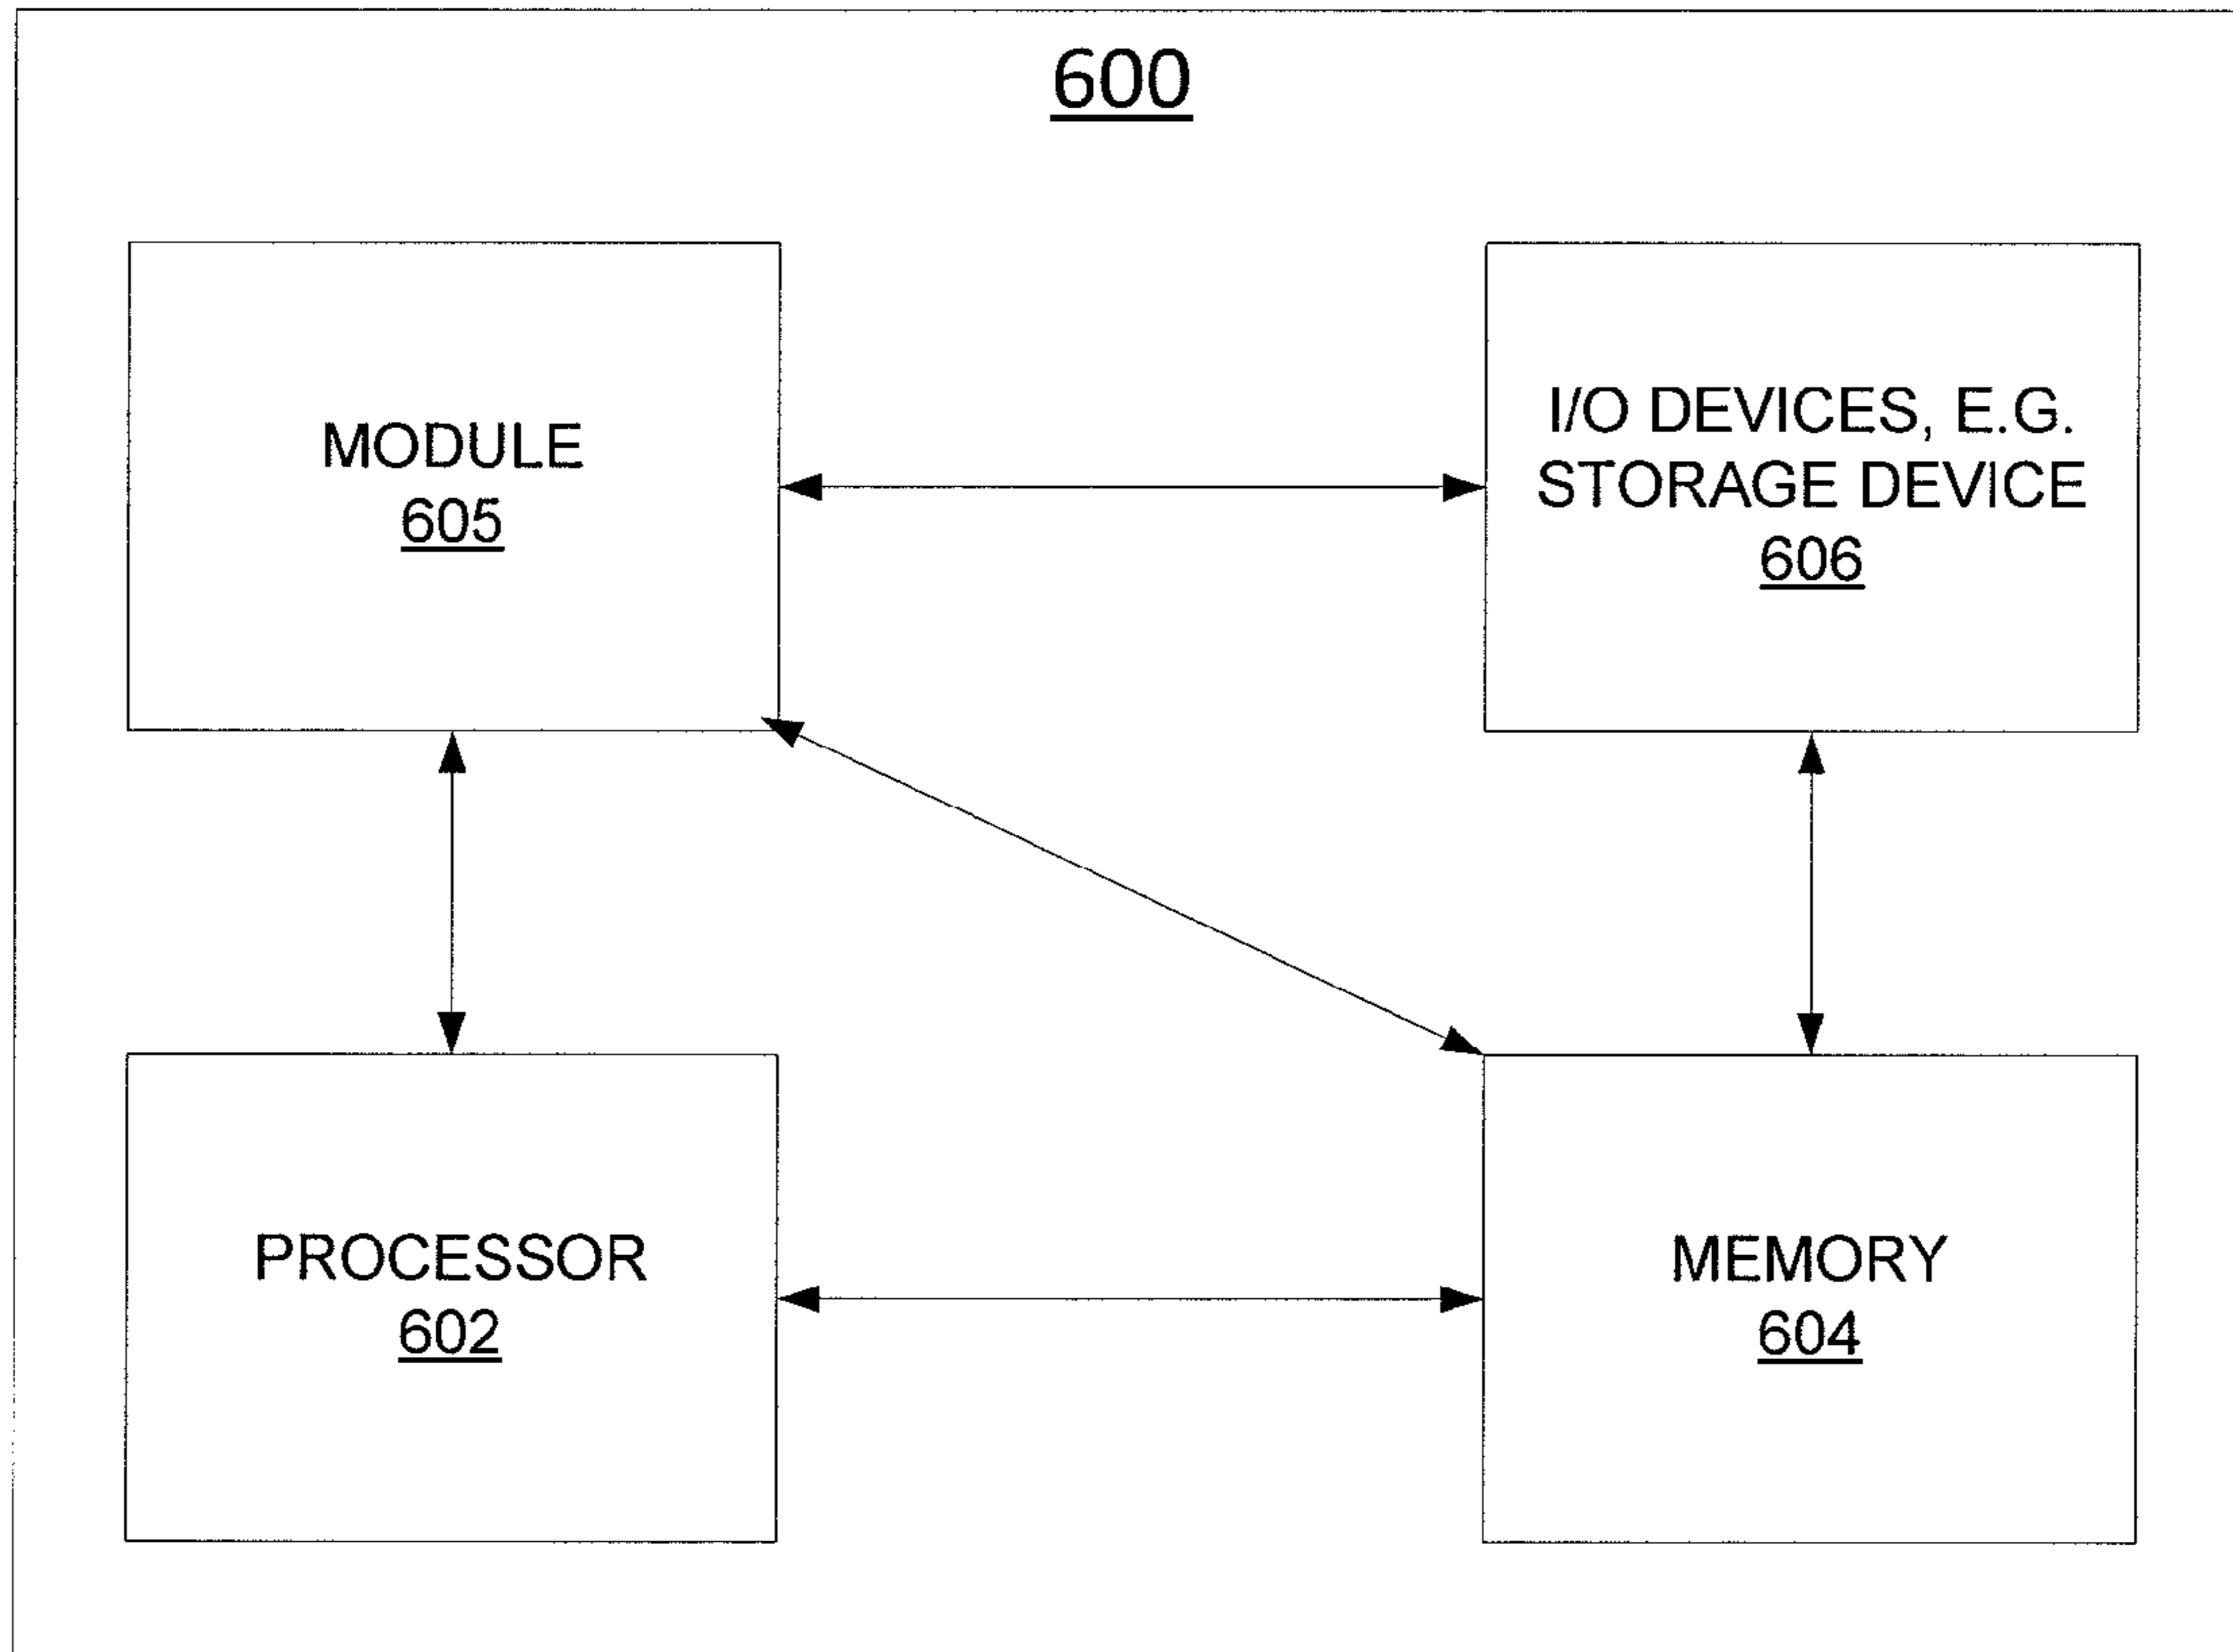 600
MODULE
605
I/O DEVICES, E.G.
STORAGE DEVICE
606
PROCESSOR
602
MEMORY
604